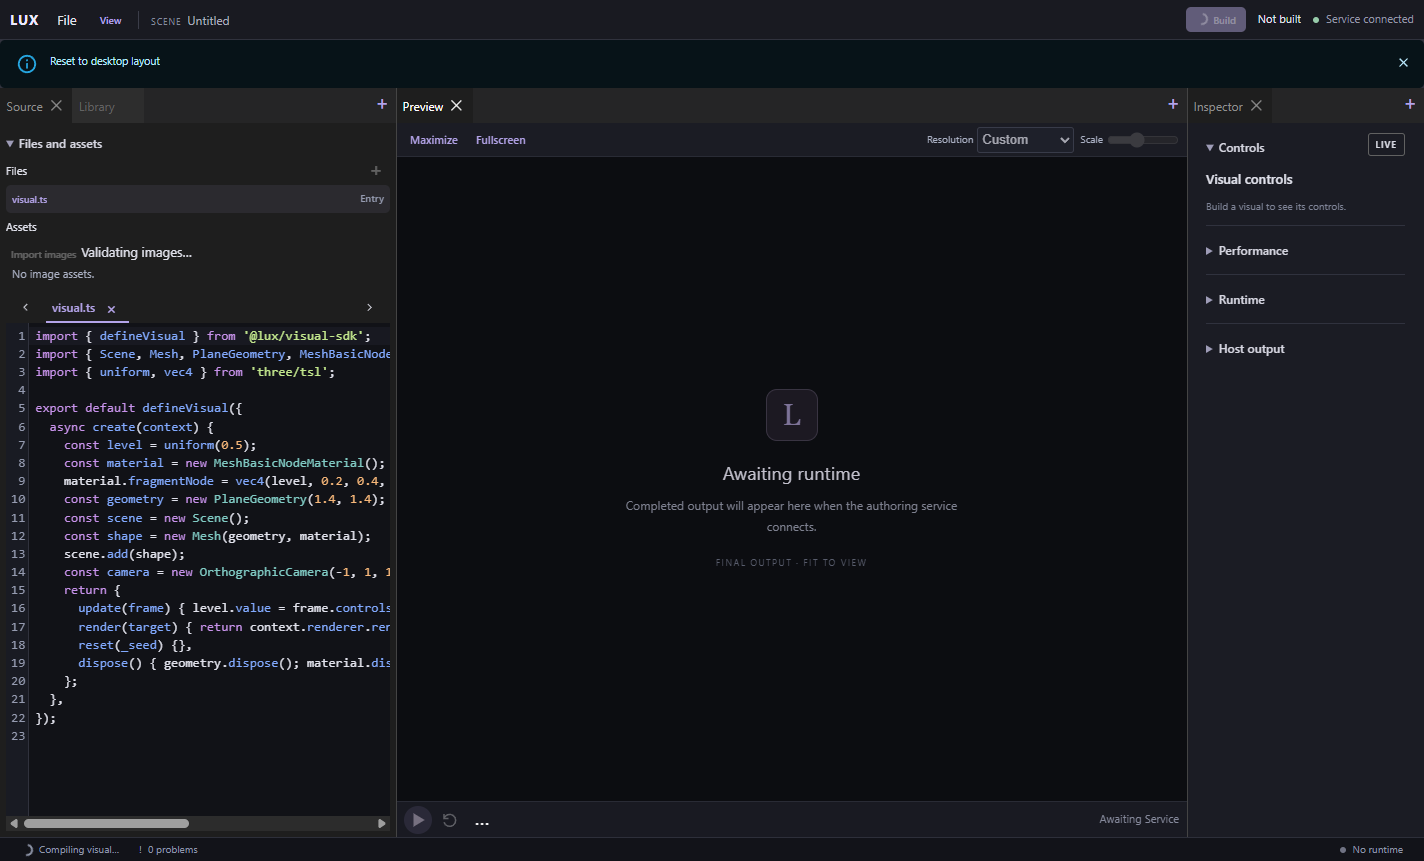 LUX File View SCENE Untitled Build Not built Service connected
Reset to desktop layout
Source Library
Files and assets
Files
visual.ts Entry
Assets
Import images Validating images...
No image assets.
visual.ts
1 import { defineVisual } from '@lux/visual-sdk';
2 import { Scene, Mesh, PlaneGeometry, MeshBasicNode
3 import { uniform, vec4 } from 'three/tsl';
4
5 export default defineVisual({
6 async create(context) {
7 const level = uniform(0.5);
8 const material = new MeshBasicNodeMaterial();
9 material.fragmentNode = vec4(level, 0.2, 0.4,
10 const geometry = new PlaneGeometry(1.4, 1.4);
11 const scene = new Scene();
12 const shape = new Mesh(geometry, material);
13 scene.add(shape);
14 const camera = new OrthographicCamera(-1, 1, 1
15 return {
16 update(frame) { level.value = frame.controls
17 render(target) { return context.renderer.rer
18 reset(_seed) {},
19 dispose() { geometry.dispose(); material.dis
20 };
21 },
22 });
23
Preview
Maximize Fullscreen Resolution Custom Scale
L
Awaiting runtime
Completed output will appear here when the authoring service
connects.
FINAL OUTPUT · FIT TO VIEW
... Awaiting Service
Inspector
Controls LIVE
Visual controls
Build a visual to see its controls.
Performance
Runtime
Host output
Compiling visual... ! 0 problems No runtime